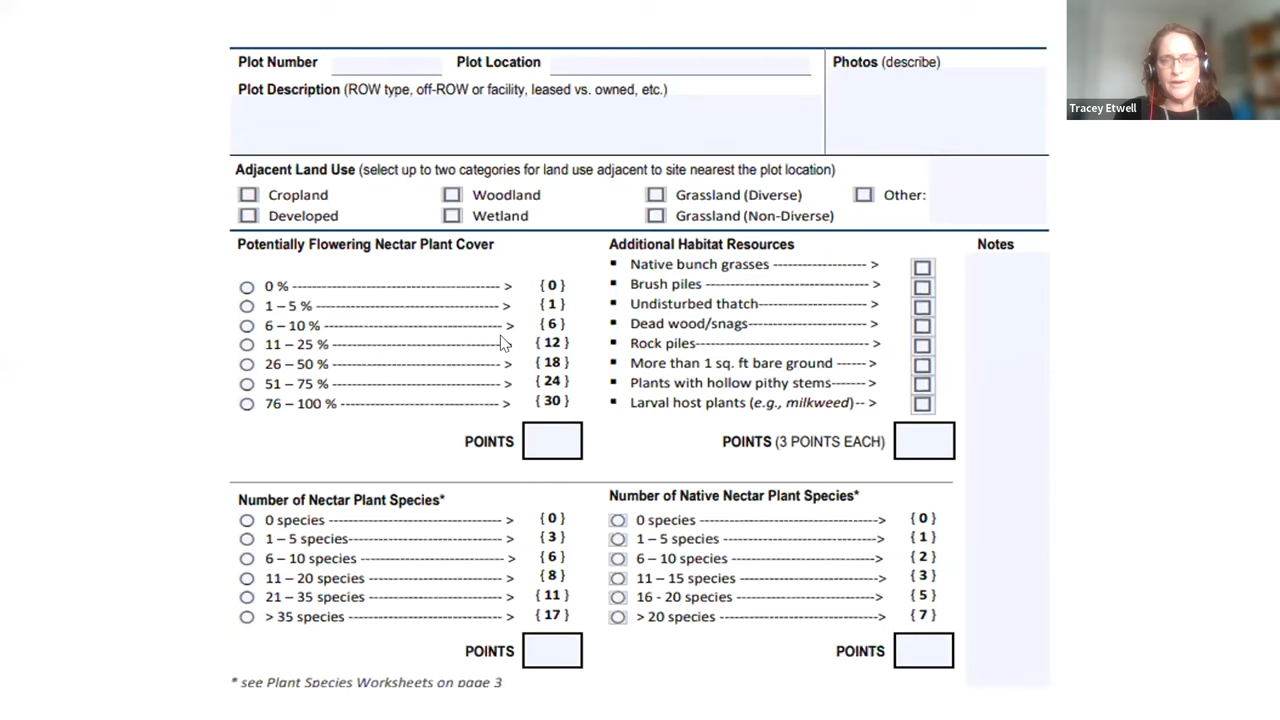 Plot Number
Plot Location
Photos (describe)
Plot Description (ROW type, off-ROW or facility, leased vs. owned, etc.)
Tracey Etwell
Adjacent Land Use (select up to two categories for land use adjacent to site nearest the plot location)
Cropland
Woodland
Grassland (Diverse)
Other:
Developed
Wetland
Grassland (Non-Diverse)
Potentially Flowering Nectar Plant Cover
0 % ----------------------------------------> { 0 }
1 – 5 % ------------------------------------> { 1 }
6 – 10 % -----------------------------------> { 6 }
11 – 25 % ---------------------------------- { 12 }
26 – 50 % ----------------------------------> { 18 }
51 – 75 % ----------------------------------> { 24 }
76 – 100 % ---------------------------------> { 30 }
POINTS
Additional Habitat Resources
▪ Native bunch grasses ------------------->
▪ Brush piles --------------------------------->
▪ Undisturbed thatch---------------------->
▪ Dead wood/snags------------------------>
▪ Rock piles----------------------------------->
▪ More than 1 sq. ft bare ground ------>
▪ Plants with hollow pithy stems------->
▪ Larval host plants (e.g., milkweed)-- >
POINTS (3 POINTS EACH)
Notes
Number of Nectar Plant Species*
0 species -----------------------------------> { 0 }
1 – 5 species--------------------------------> { 3 }
6 – 10 species ------------------------------> { 6 }
11 – 20 species ----------------------------> { 8 }
21 – 35 species ----------------------------> { 11 }
> 35 species --------------------------------> { 17 }
POINTS
Number of Native Nectar Plant Species*
0 species ------------------------------------> { 0 }
1 – 5 species --------------------------------> { 1 }
6 – 10 species ------------------------------> { 2 }
11 – 15 species -----------------------------> { 3 }
16 - 20 species -----------------------------> { 5 }
> 20 species --------------------------------> { 7 }
POINTS
* see Plant Species Worksheets on page 3